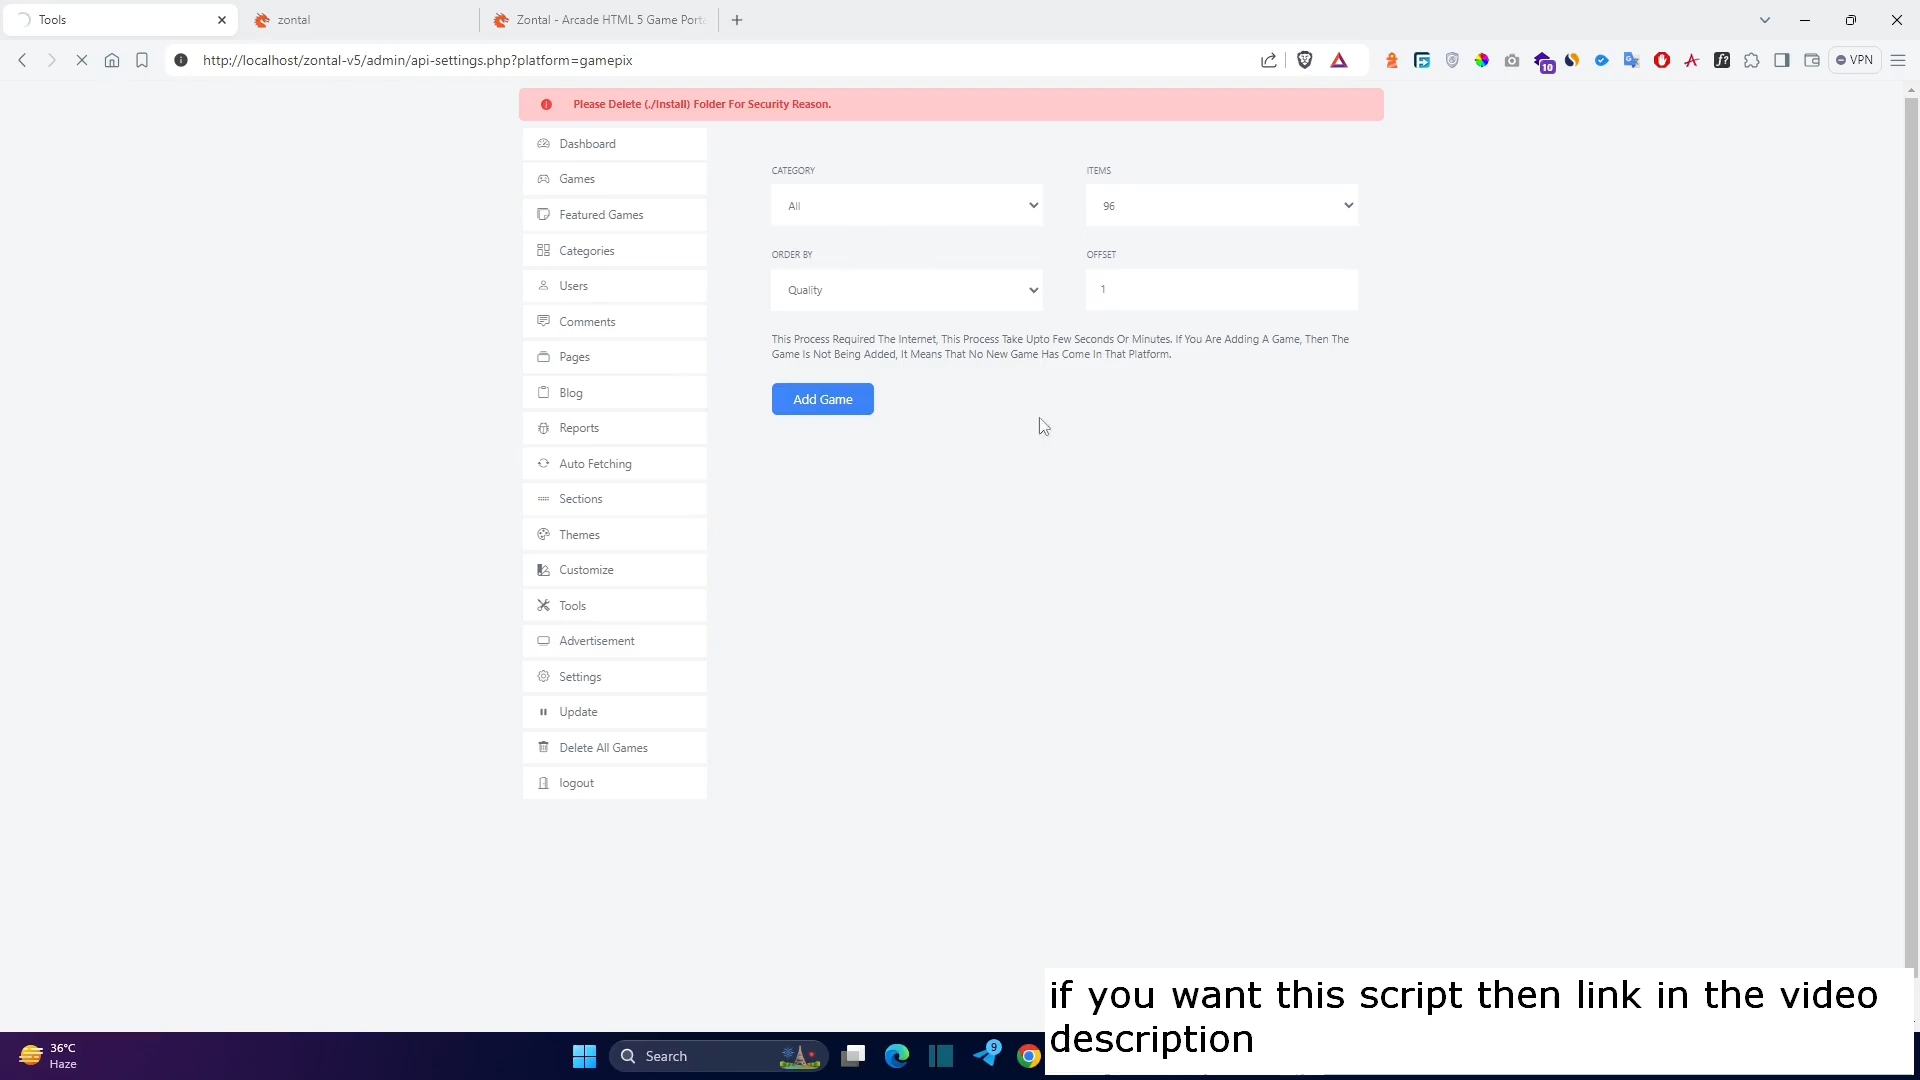 Tools
zontal
Zontal - Arcade HTML 5 Game Porta
http://localhost/zontal-v5/admin/api-settings.php?platform=gamepix
10
VPN
Please Delete (./Install) Folder For Security Reason.
Dashboard
Games
Featured Games
Categories
Users
Comments
Pages
Blog
Reports
Auto Fetching
Sections
Themes
Customize
Tools
Advertisement
Settings
Update
Delete All Games
logout
CATEGORY
ITEMS
All
96
ORDER BY
OFFSET
Quality
1
This Process Required The Internet, This Process Take Upto Few Seconds Or Minutes. If You Are Adding A Game, Then The
Game Is Not Being Added, It Means That No New Game Has Come In That Platform.
Add Game
if you want this script then link in the video
description
36°C
Haze
Search
9